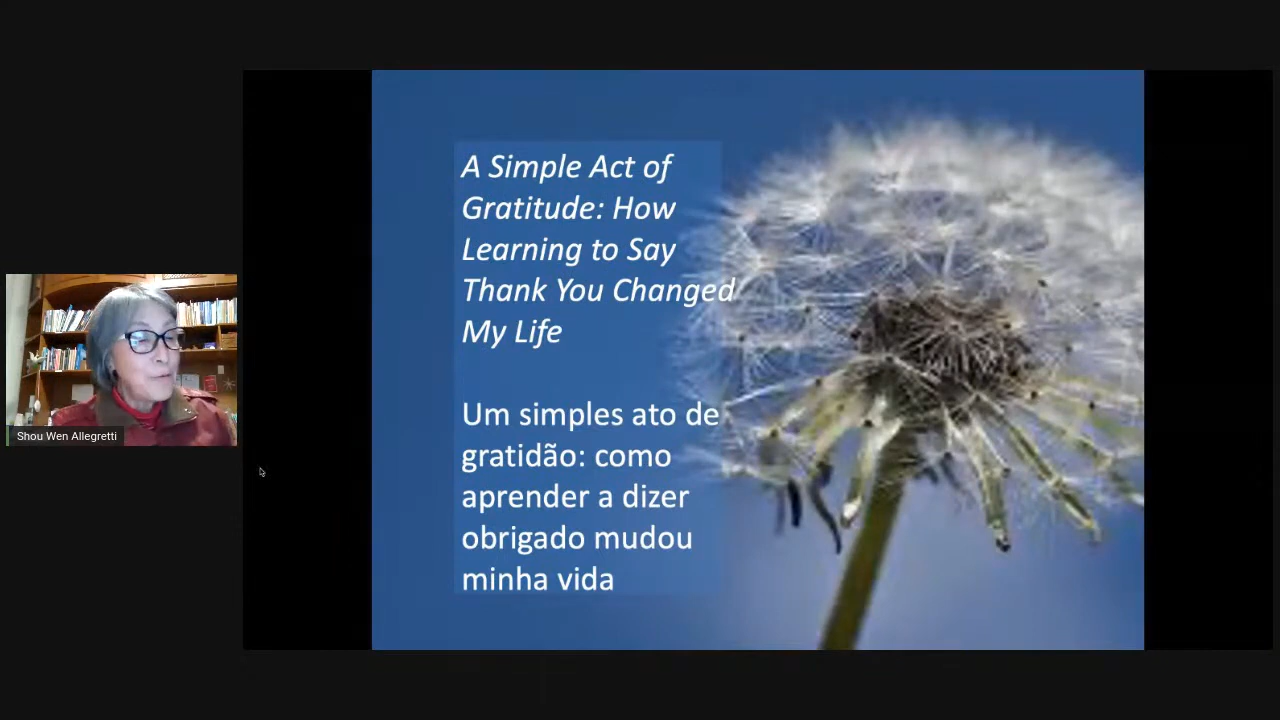 A Simple Act of
Gratitude: How
Learning to Say
Thank You Changed
My Life
Um simples ato de
gratidão: como
aprender a dizer
obrigado mudou
minha vida
Shou Wen Allegretti